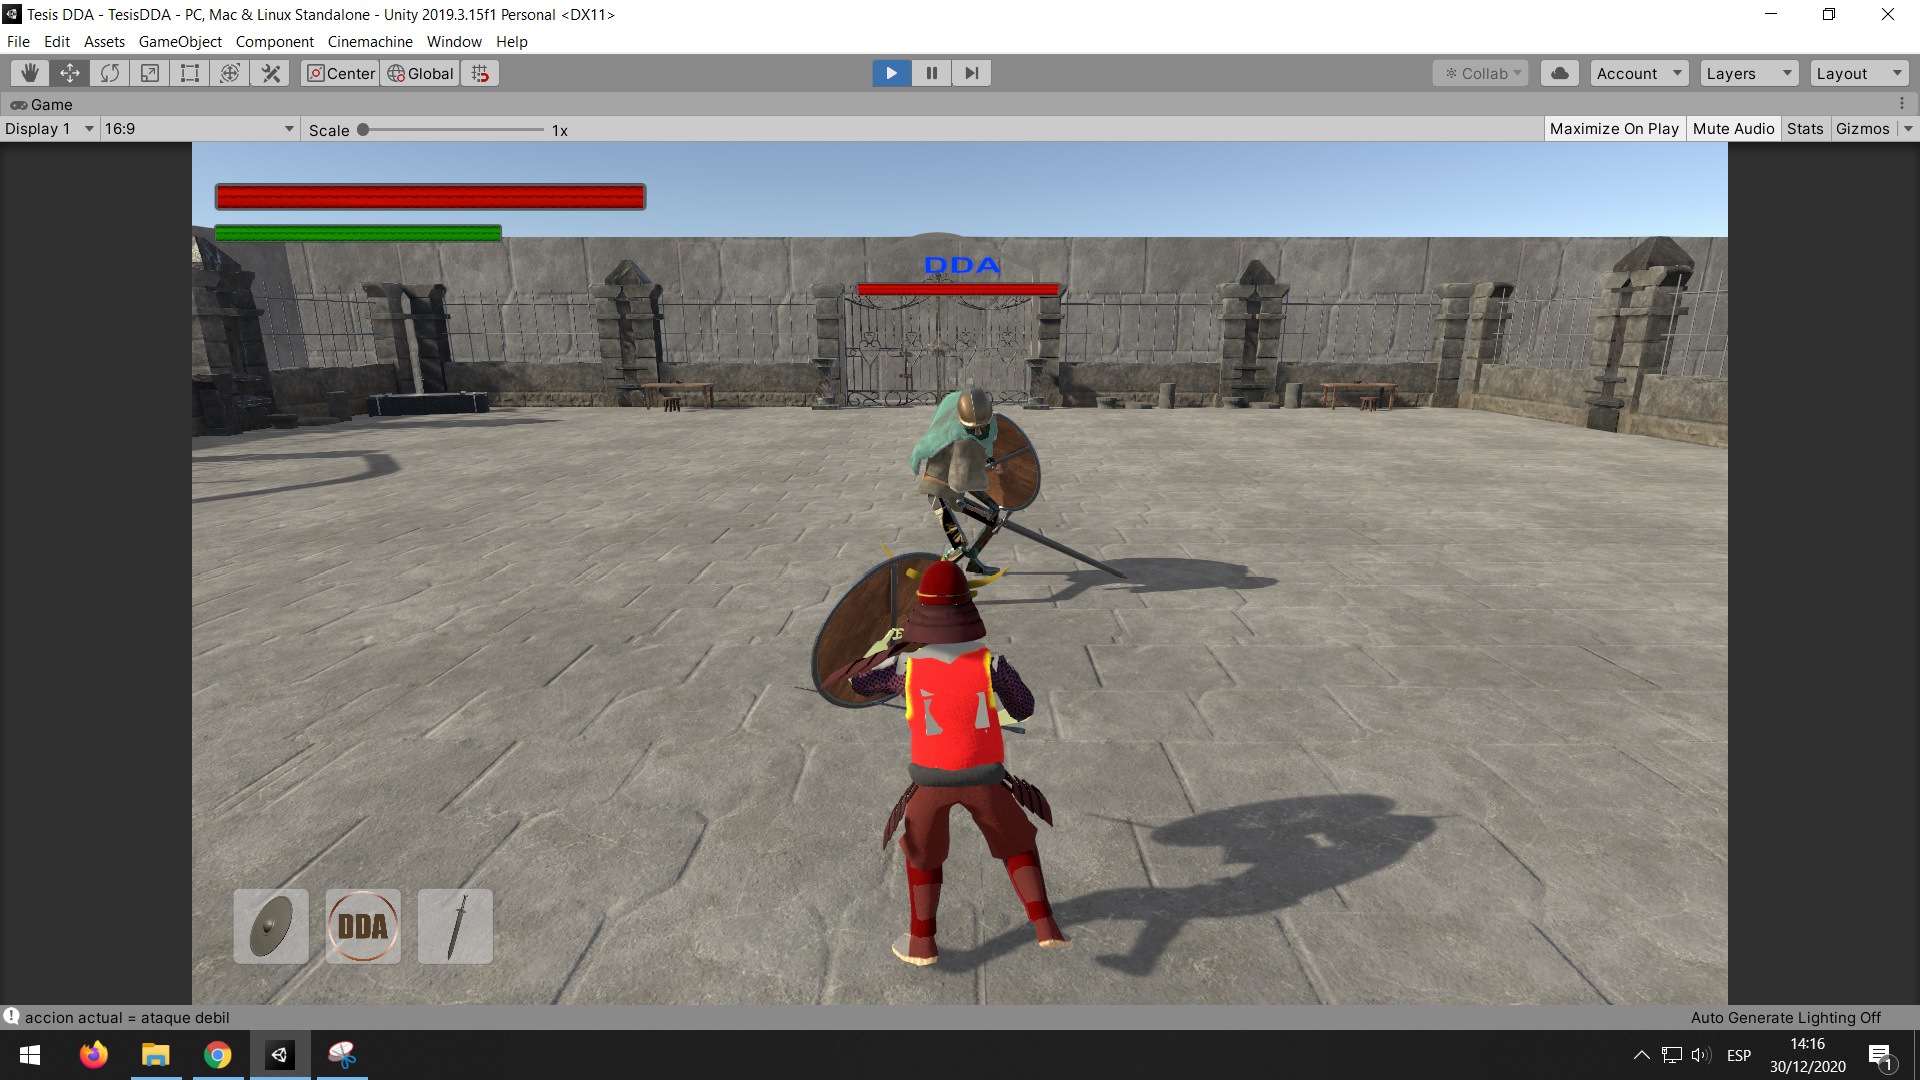 Tesis DDA - TesisDDA - PC, Mac & Linux Standalone - Unity 2019.3.15f1 Personal <DX11>
File Edit Assets GameObject Component Cinemachine Window Help
Center Global Collab Account Layers Layout
Game
Display 1 16:9 Scale 1x Maximize On Play Mute Audio Stats Gizmos
DDA
DDA
accion actual = ataque debil Auto Generate Lighting Off
ESP 14:16
30/12/2020 1